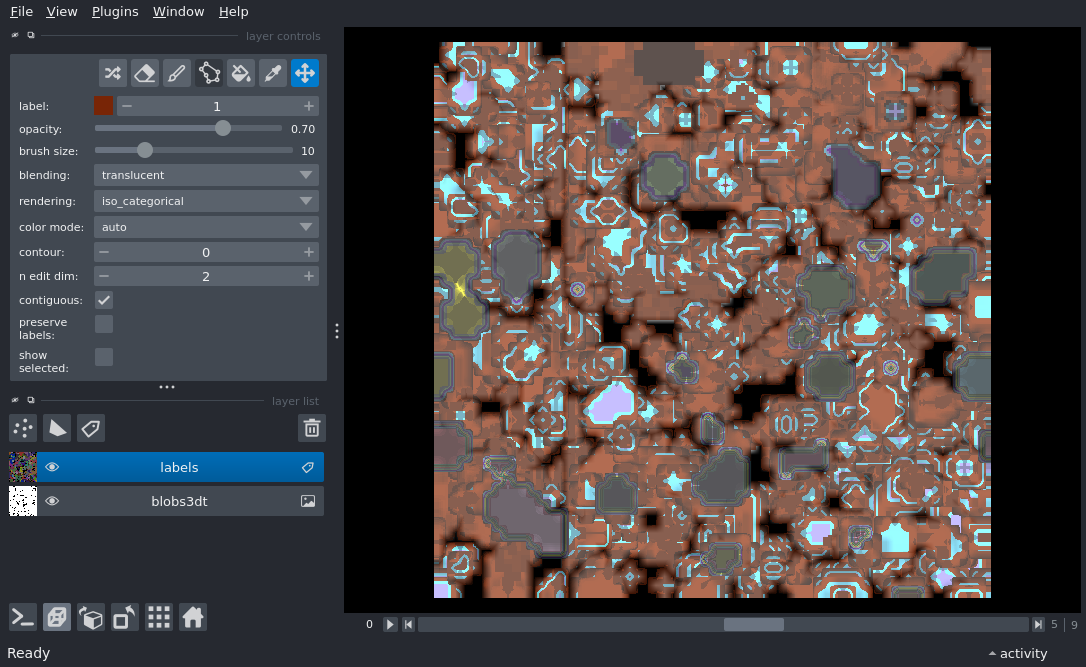 File View Plugins Window Help
layer controls
label: 1
opacity: 0.70
brush size: 10
blending: translucent
rendering: iso_categorical
color mode: auto
contour: 0
n edit dim: 2
contiguous:
preserve
labels:
show
selected:
layer list
labels
blobs3dt
0 5 | 9
Ready activity